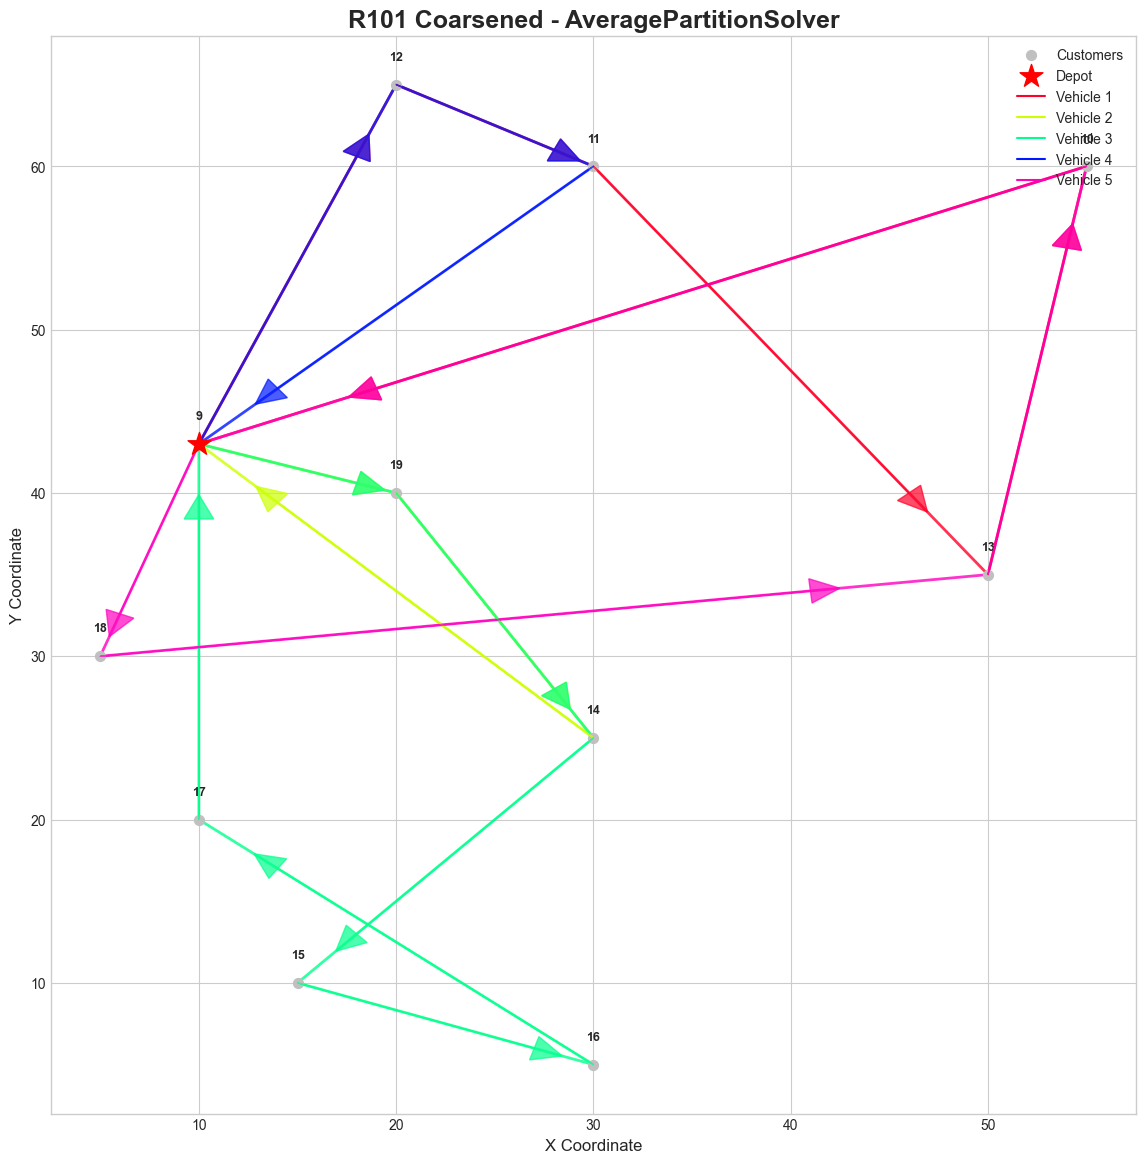 R101 Coarsened - AveragePartitionSolver
Customers
Depot
Vehicle 1
Vehicle 2
Vehicle 3
Vehicle 4
Vehicle 5
12
11
10
9
19
13
18
14
17
15
16
60
50
40
30
20
10
Y Coordinate
10
20
30
40
50
X Coordinate